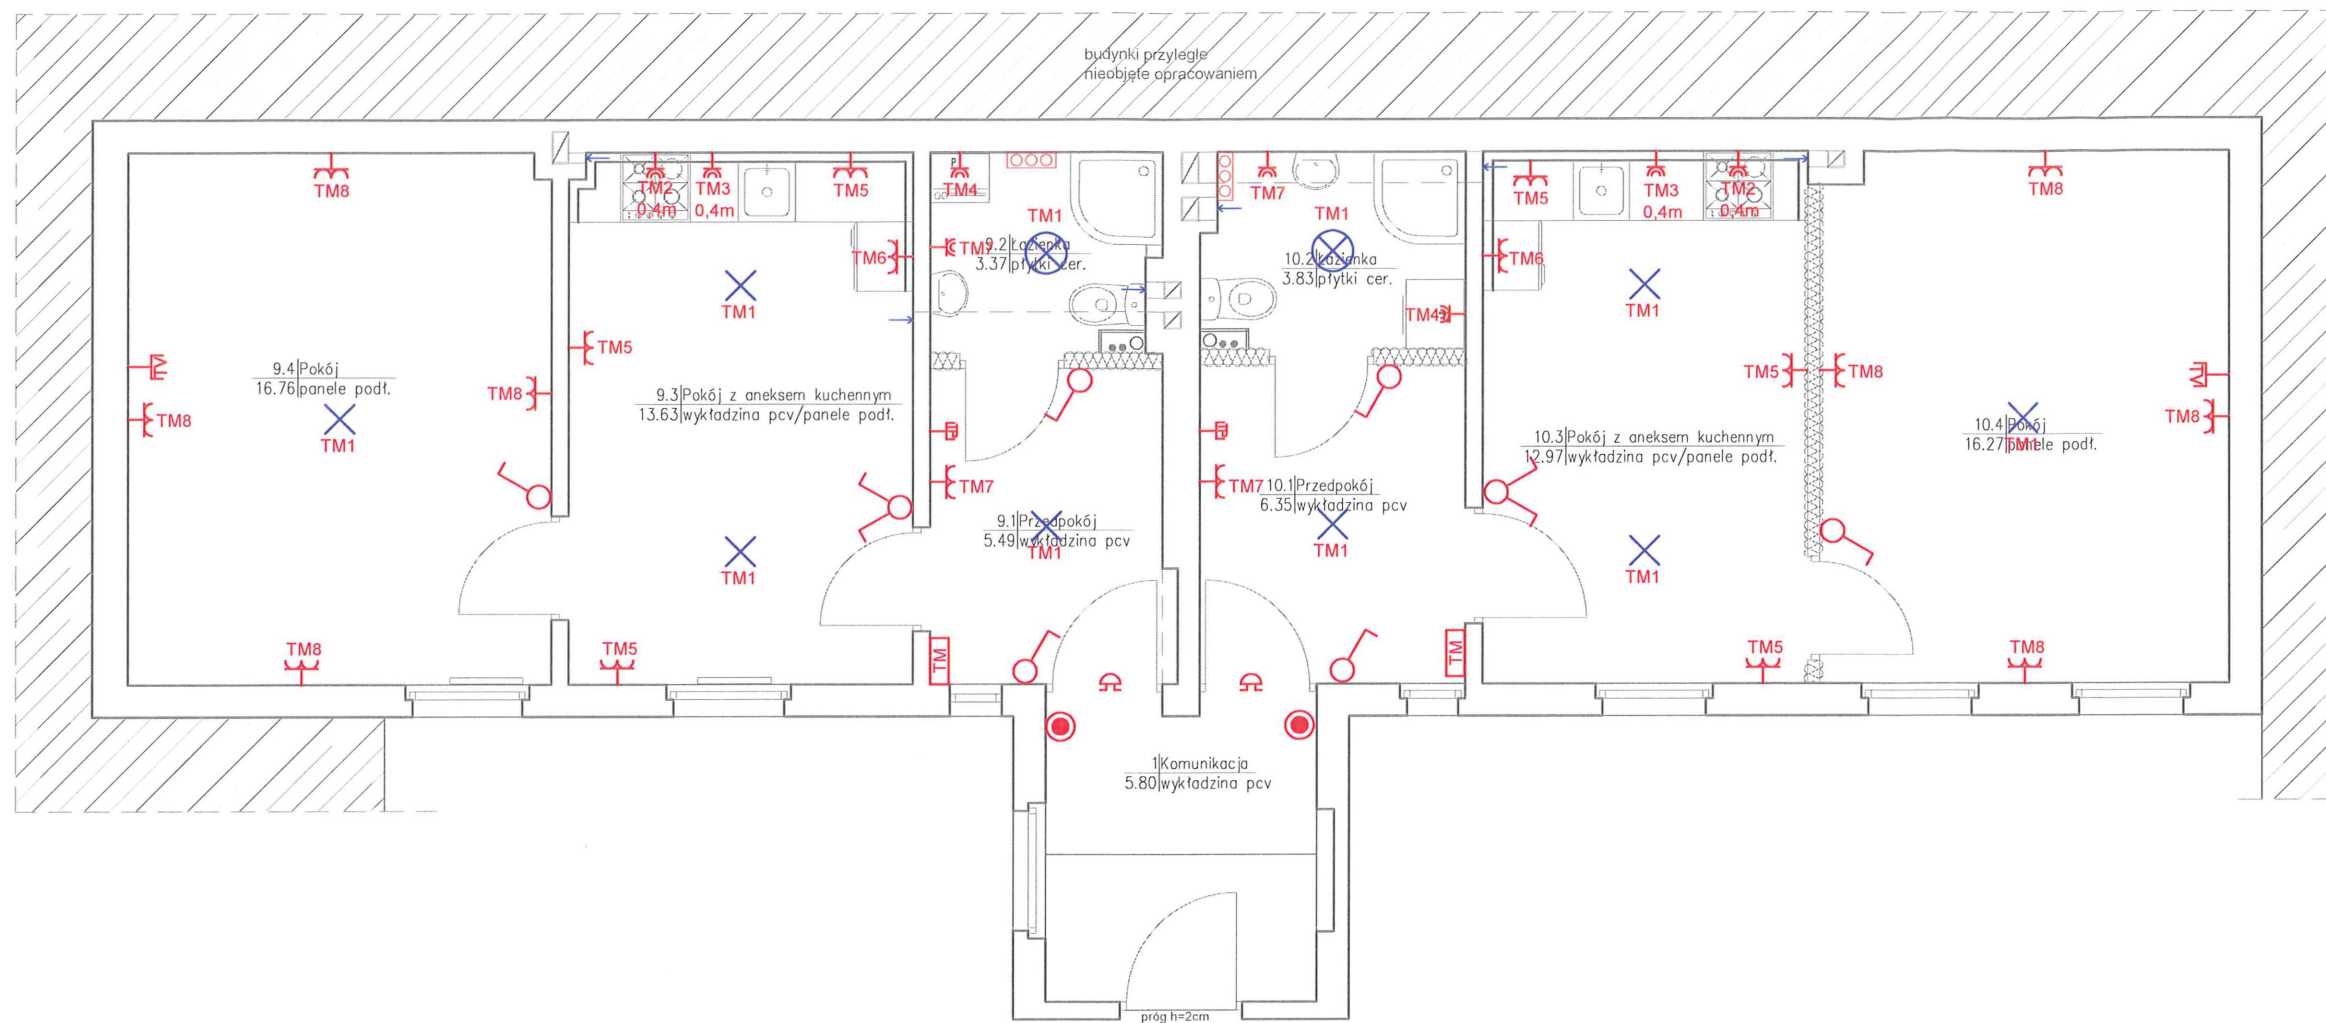 budynki przyległe
nieobjęte opracowaniem
TM8
TM2
0,4m
TM3
0,4m
TM5
TM4
TM1
TM7
TM1
TM5
TM3
0,4m
TM2
0,4m
TM8
TM6
TM7
9.2 Łazienka
3.37 płytki cer.
10.2 Łazienka
3.83 płytki cer.
TM6
TM1
TM4
TM1
TM5
TV
9.4 Pokój
16.76 panele podł.
TM8
TM8
TM1
9.3 Pokój z aneksem kuchennym
13.63 wykładzina pcv/panele podł.
TM5
TM8
TV
TM8
10.3 Pokój z aneksem kuchennym
12.97 wykładzina pcv/panele podł.
10.4 Pokój
16.27 panele podł.
TM1
TM7
TM7
10.1 Przedpokój
6.35 wykładzina pcv
9.1 Przedpokój
5.49 wykładzina pcv
TM1
TM1
TM1
TM1
TM8
TM5
TM
TM
TM5
TM8
1 Komunikacja
5.80 wykładzina pcv
próg h=2cm